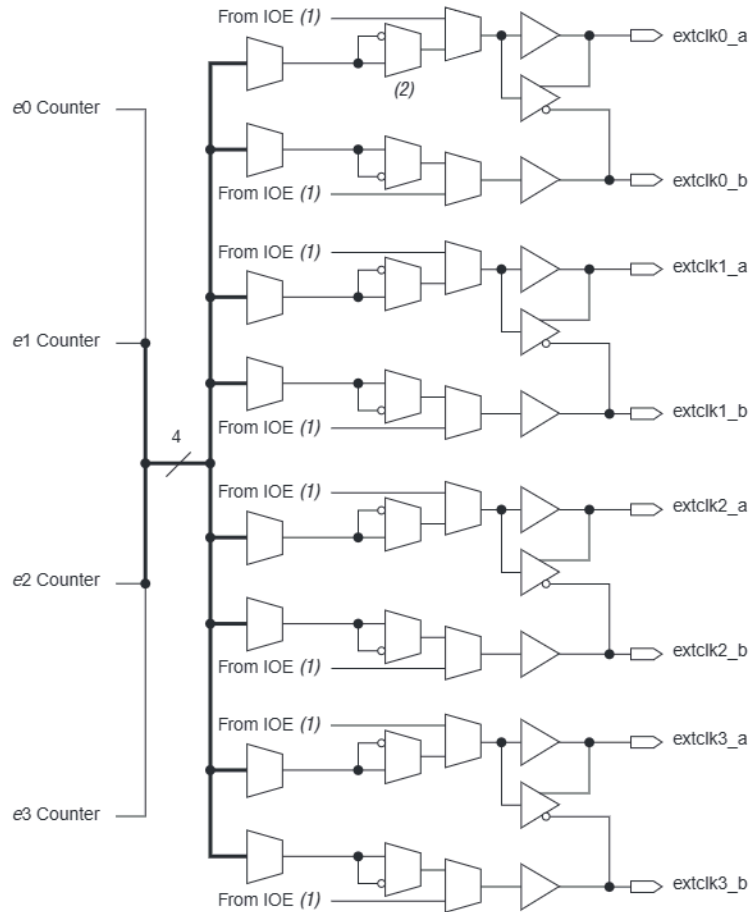 From IOE (1)
extclk0_a
(2)
e0 Counter
extclk0_b
From IOE (1)
From IOE (1)
extclk1_a
e1 Counter
extclk1_b
From IOE (1)
4
From IOE (1)
extclk2_a
e2 Counter
extclk2_b
From IOE (1)
From IOE (1)
extclk3_a
e3 Counter
extclk3_b
From IOE (1)